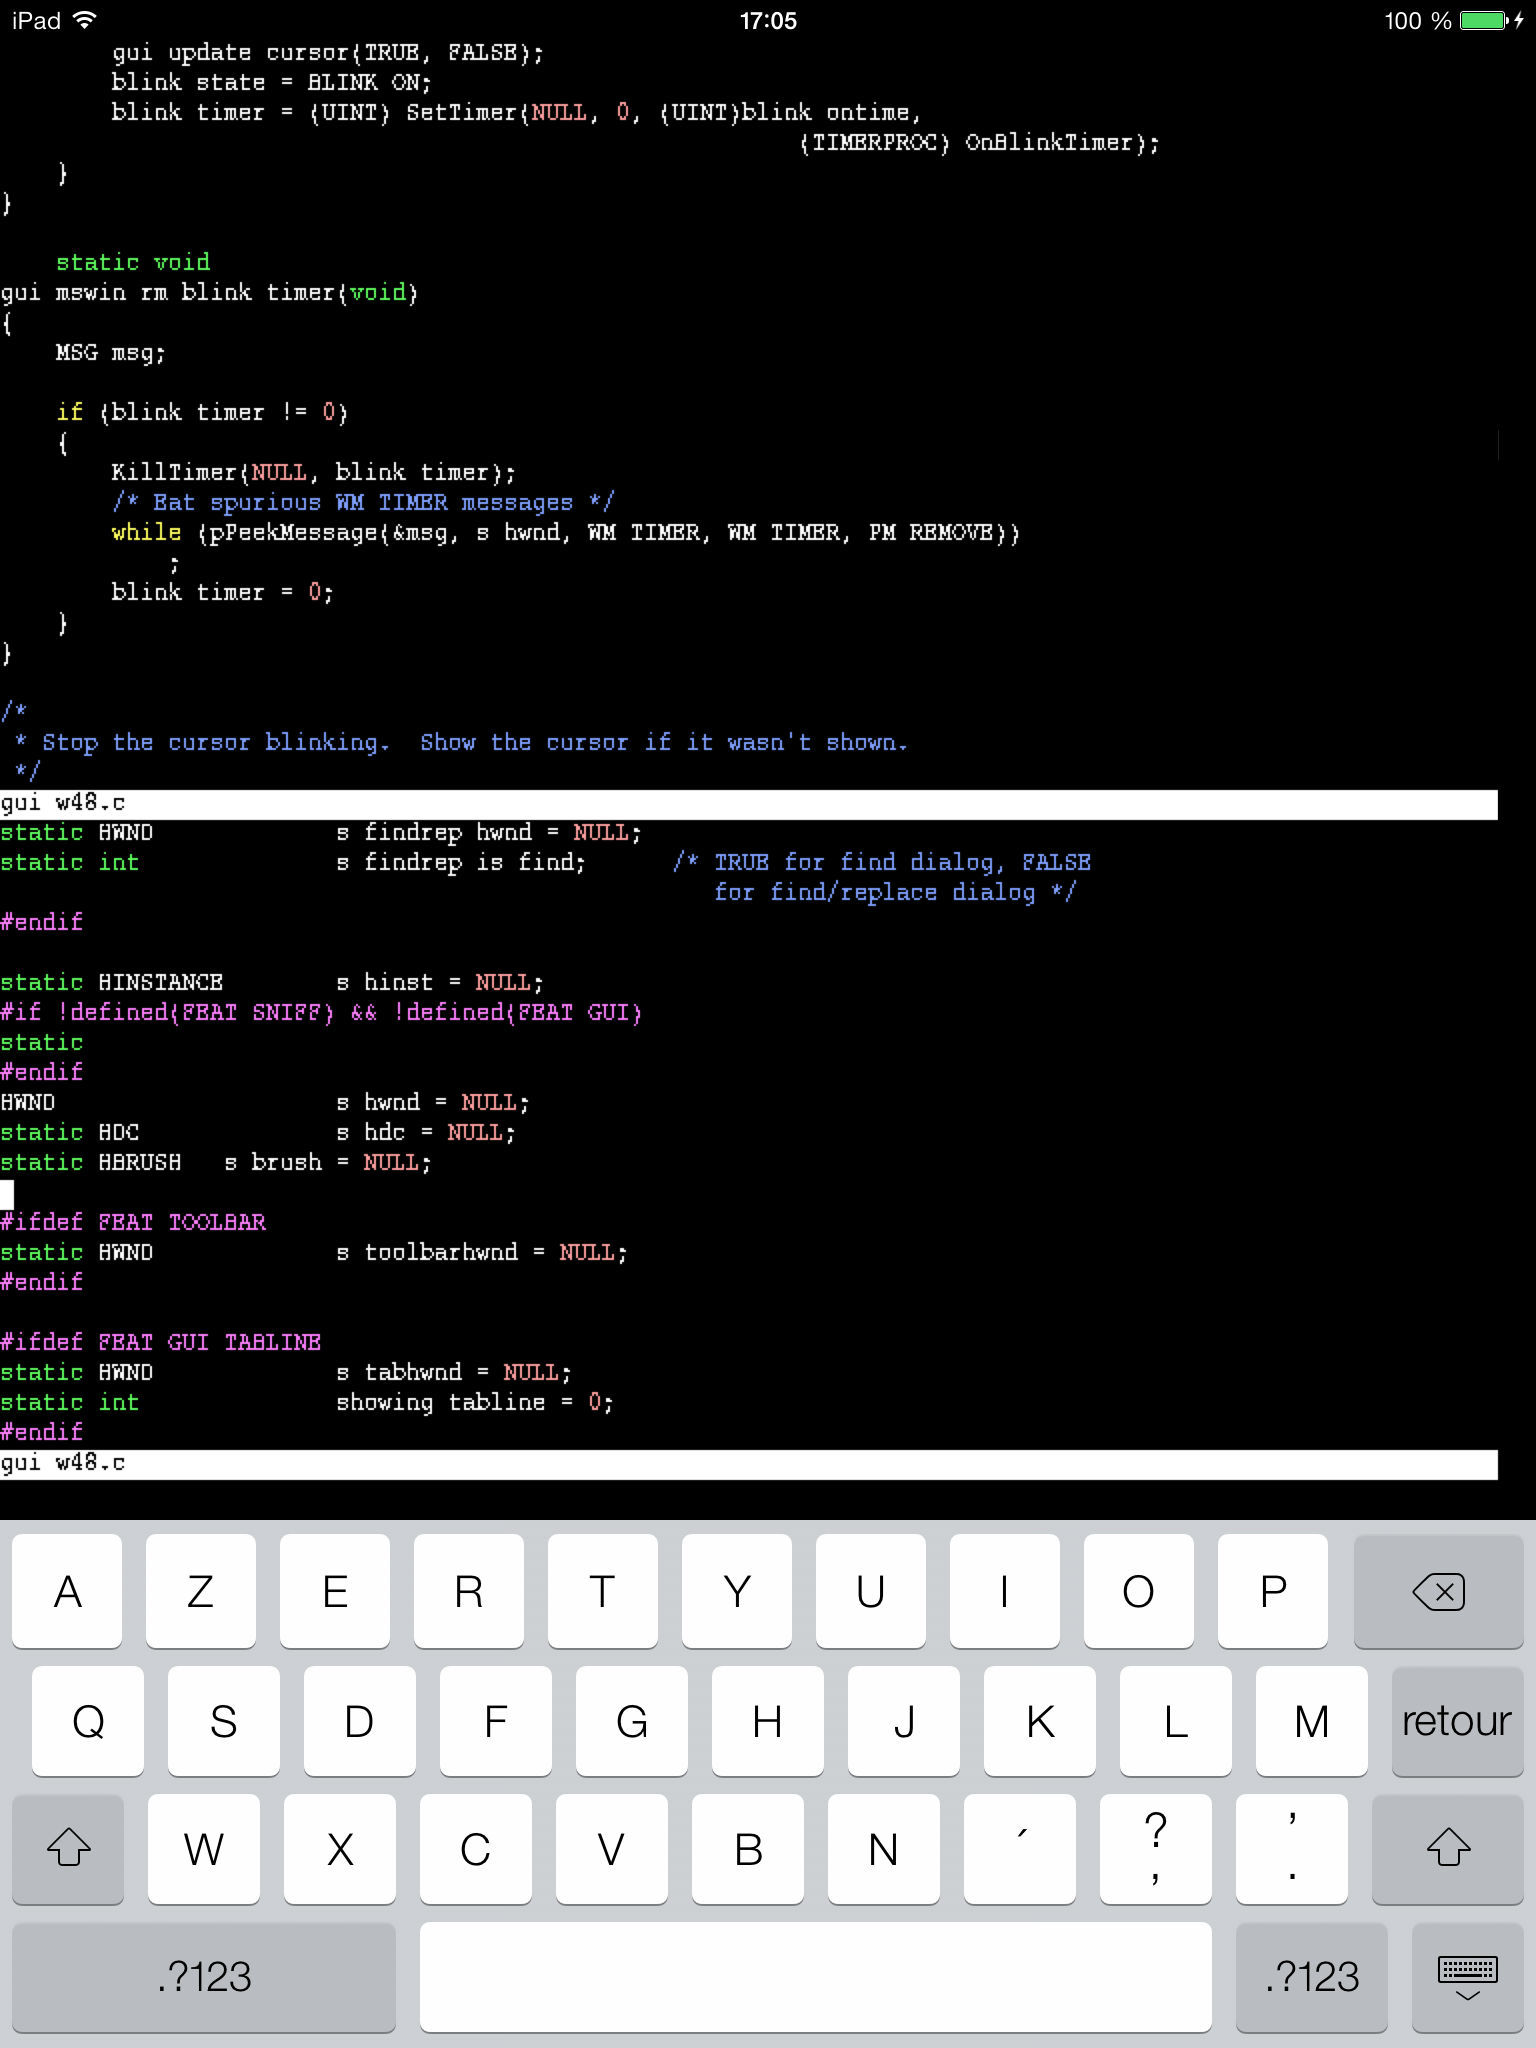 iPad 17:05 100 %
gui update cursor(TRUE, FALSE);
blink state = BLINK ON;
blink timer = (UINT) SetTimer(NULL, 0, (UINT)blink ontime,
(TIMERPROC) OnBlinkTimer);
}
}
static void
gui mswin rm blink timer(void)
{
MSG msg;
if (blink timer != 0)
{
KillTimer(NULL, blink timer);
/* Eat spurious WM TIMER messages */
while (pPeekMessage(&msg, s hwnd, WM TIMER, WM TIMER, PM REMOVE))
;
blink timer = 0;
}
}
/*
* Stop the cursor blinking.  Show the cursor if it wasn't shown.
*/
gui w48.c
static HWND s findrep hwnd = NULL;
static int s findrep is find; /* TRUE for find dialog, FALSE
for find/replace dialog */
#endif
static HINSTANCE s hinst = NULL;
#if !defined(FEAT SNIFF) && !defined(FEAT GUI)
static
#endif
HWND s hwnd = NULL;
static HDC s hdc = NULL;
static HBRUSH s brush = NULL;
#ifdef FEAT TOOLBAR
static HWND s toolbarhwnd = NULL;
#endif
#ifdef FEAT GUI TABLINE
static HWND s tabhwnd = NULL;
static int showing tabline = 0;
#endif
gui w48.c
A Z E R T Y U I O P
Q S D F G H J K L M retour
W X C V B N ´ ? , ' .
.?123 .?123